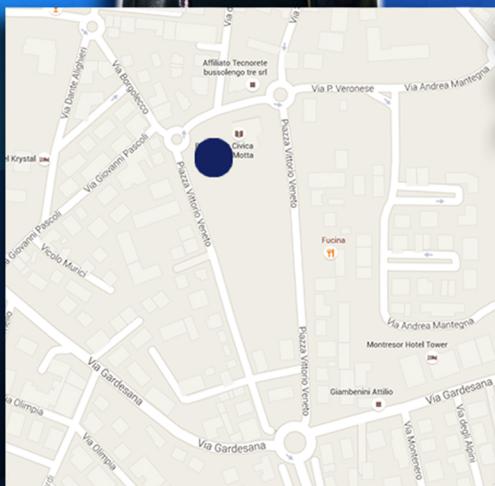 Via d
Via
Via Borgolecco
Via Dante Alighieri
Affiliato Tecnorete
bussolengo tre srl
Via P. Veronese
Via Andrea Mantegna
Civica
Motta
el Krystal
Via Giovanni Pascoli
Piazza Vittorio Veneto
Piazza Vittorio Veneto
a Giovanni Pascoli
Vicolo Murici
Fucina
Via Andrea Mantegna
Piazza Vittorio Veneto
Montresor Hotel Tower
Via Gardesana
Giambenini Attilio
Via Gardesana
a Olimpia
Via Olimpia
Via Gardesana
Via Montenero
Via degli Alpini